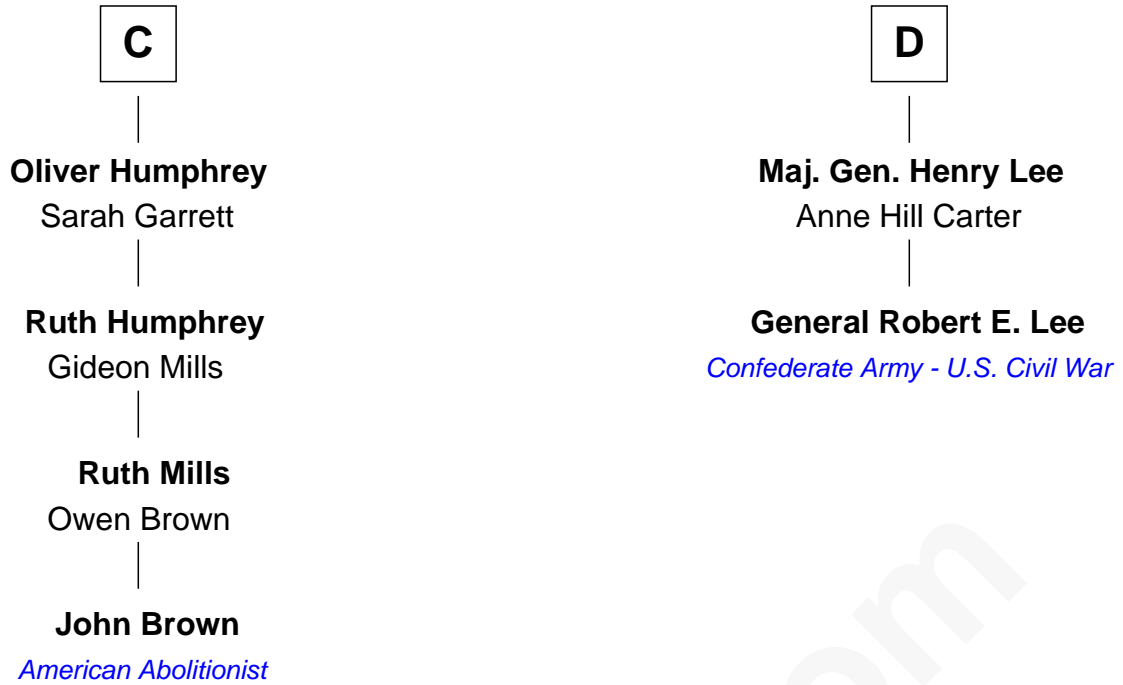 C
Oliver Humphrey
Sarah Garrett
Ruth Humphrey
Gideon Mills
Ruth Mills
Owen Brown
John Brown
American Abolitionist
D
Maj. Gen. Henry Lee
Anne Hill Carter
General Robert E. Lee
Confederate Army - U.S. Civil War
om